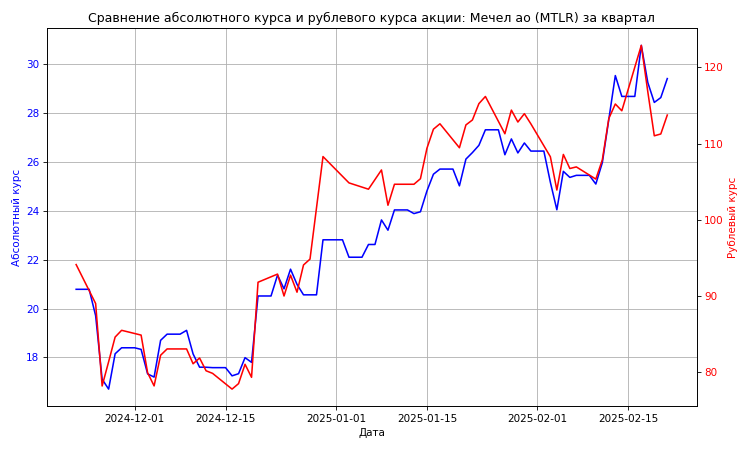 Сравнение абсолютного курса и рублевого курса акции: Мечел ао (MTLR) за квартал
Абсолютный курс
30
28
26
24
22
20
18
120
110
100
90
80
Рублевый курс
2024-12-01 2024-12-15 2025-01-01 2025-01-15 2025-02-01 2025-02-15
Дата